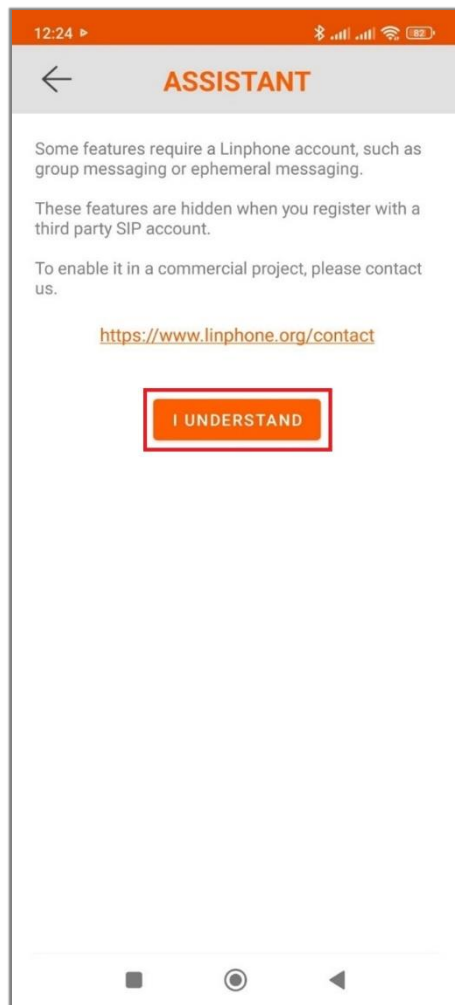 12:24
82
ASSISTANT
Some features require a Linphone account, such as
group messaging or ephemeral messaging.
These features are hidden when you register with a
third party SIP account.
To enable it in a commercial project, please contact
us.
https://www.linphone.org/contact
I UNDERSTAND